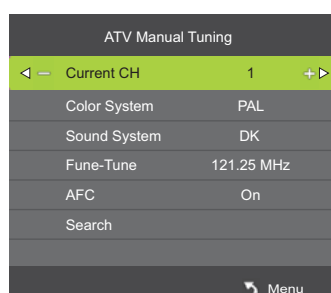 ATV Manual Tuning
Current CH 1
Color System PAL
Sound System DK
Fune-Tune 121.25 MHz
AFC On
Search
Menu